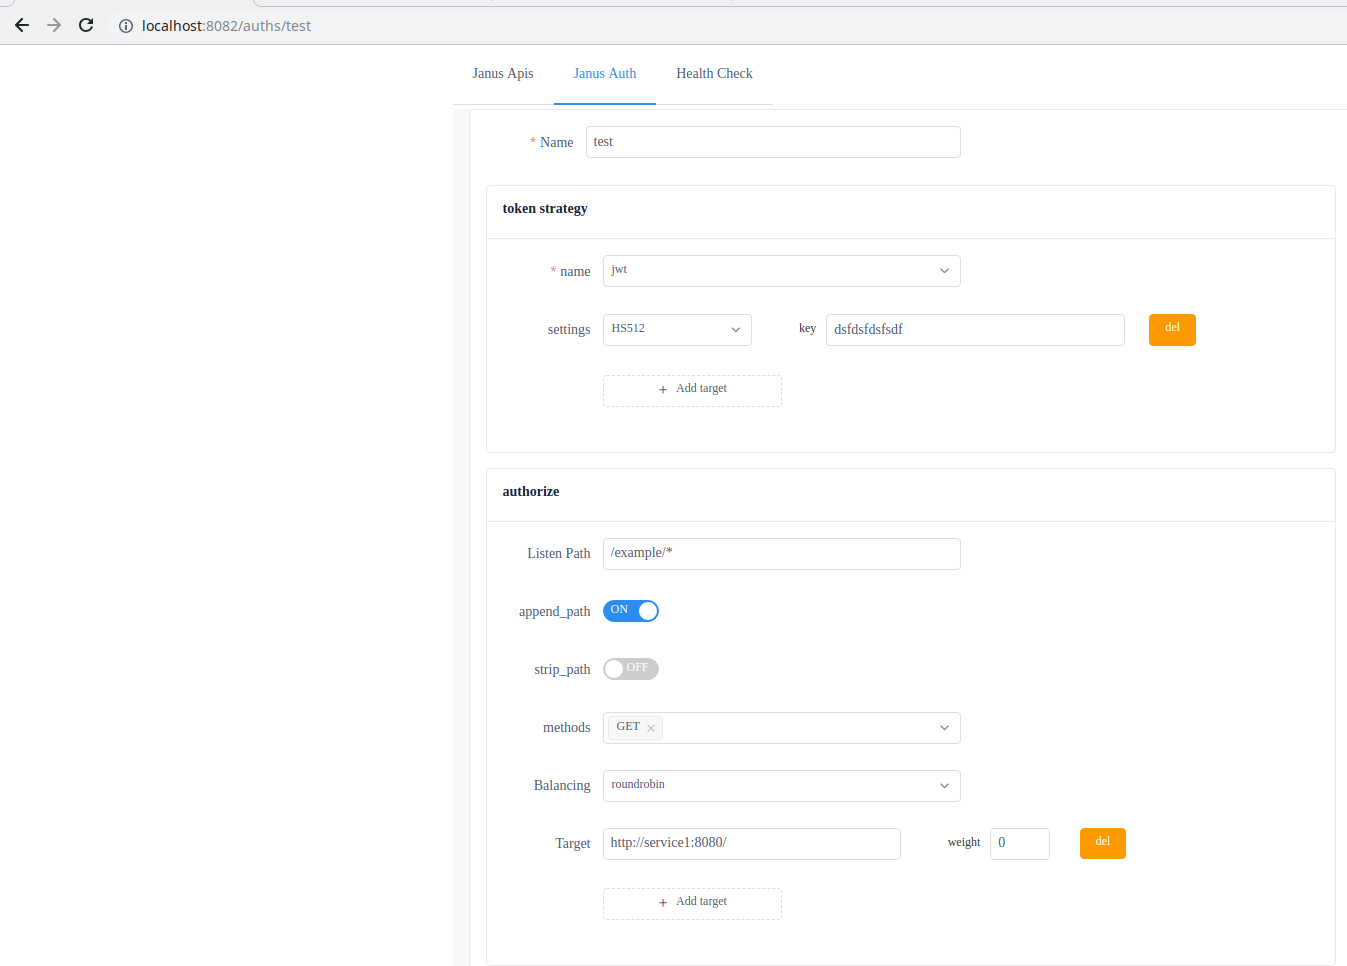 localhost:8082/auths/test
Janus Apis Janus Auth Health Check
* Name test
token strategy
* name jwt
settings HS512 key dsfdsfdsfsdf del
+ Add target
authorize
Listen Path /example/*
append_path ON
strip_path OFF
methods GET
Balancing roundrobin
Target http://service1:8080/ weight 0 del
+ Add target